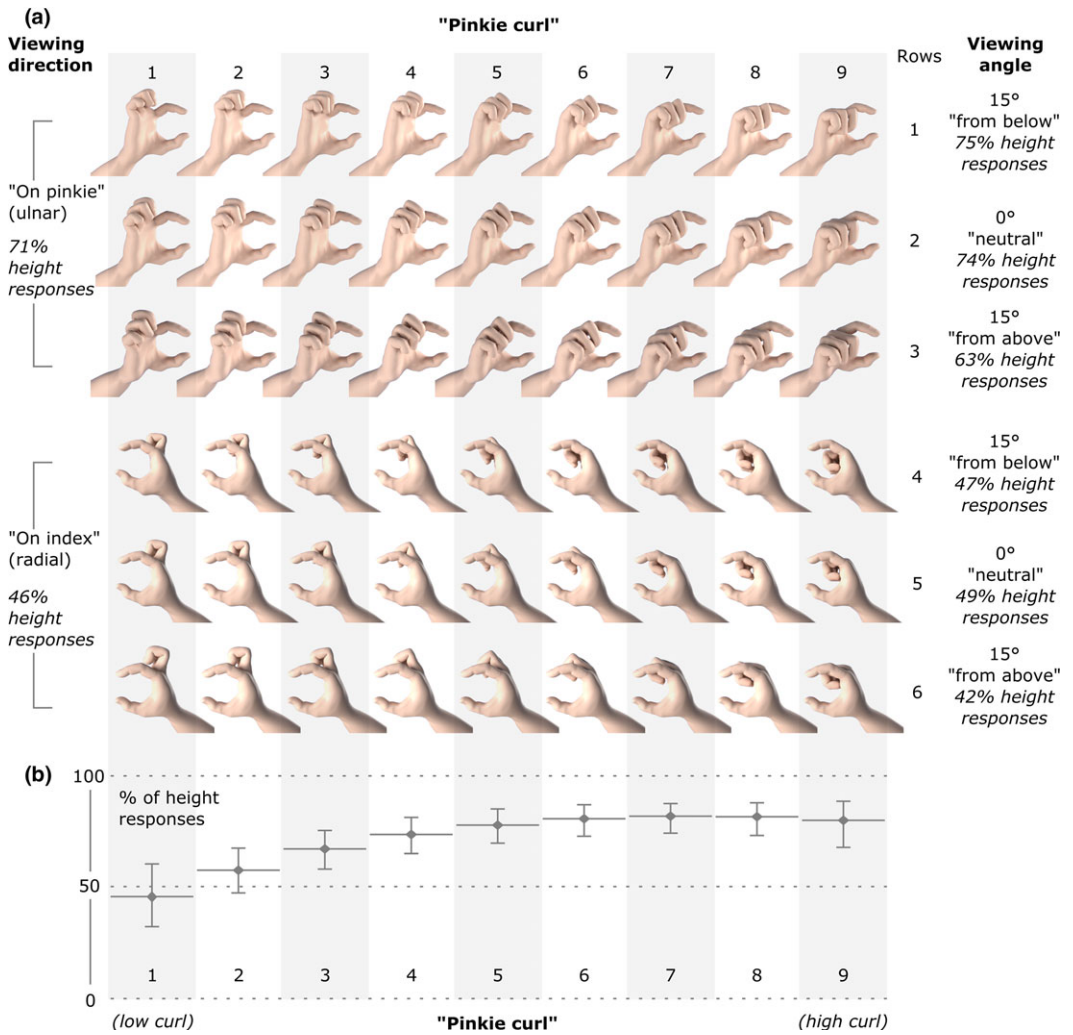 (a)
"Pinkie curl"
Viewing
direction
1 2 3 4 5 6 7 8 9
Rows
Viewing
angle
"On pinkie"
(ulnar)
71%
height
responses
1
15°
"from below"
75% height
responses
2
0°
"neutral"
74% height
responses
3
15°
"from above"
63% height
responses
"On index"
(radial)
46%
height
responses
4
15°
"from below"
47% height
responses
5
0°
"neutral"
49% height
responses
6
15°
"from above"
42% height
responses
(b)
100
% of height
responses
50
1 2 3 4 5 6 7 8 9
0
(low curl)
"Pinkie curl"
(high curl)